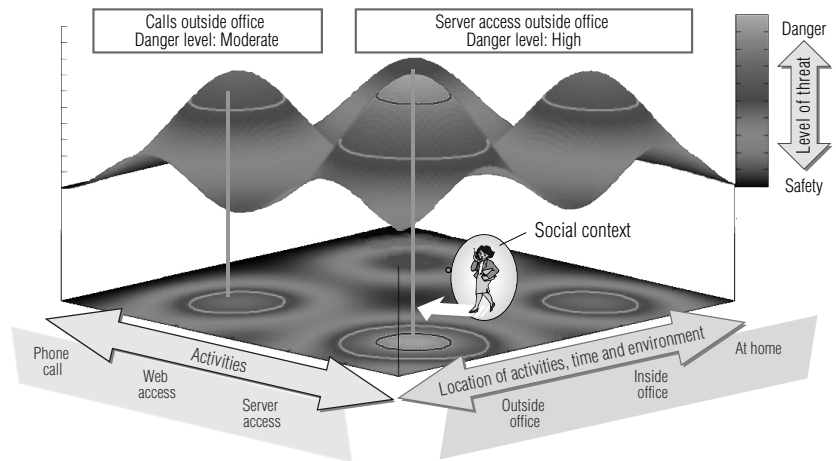 Calls outside office
Danger level: Moderate
Server access outside office
Danger level: High
Danger
Level of threat
Safety
Social context
Activities
Phone
call
Web
access
Server
access
Location of activities, time and environment
At home
Inside
office
Outside
office